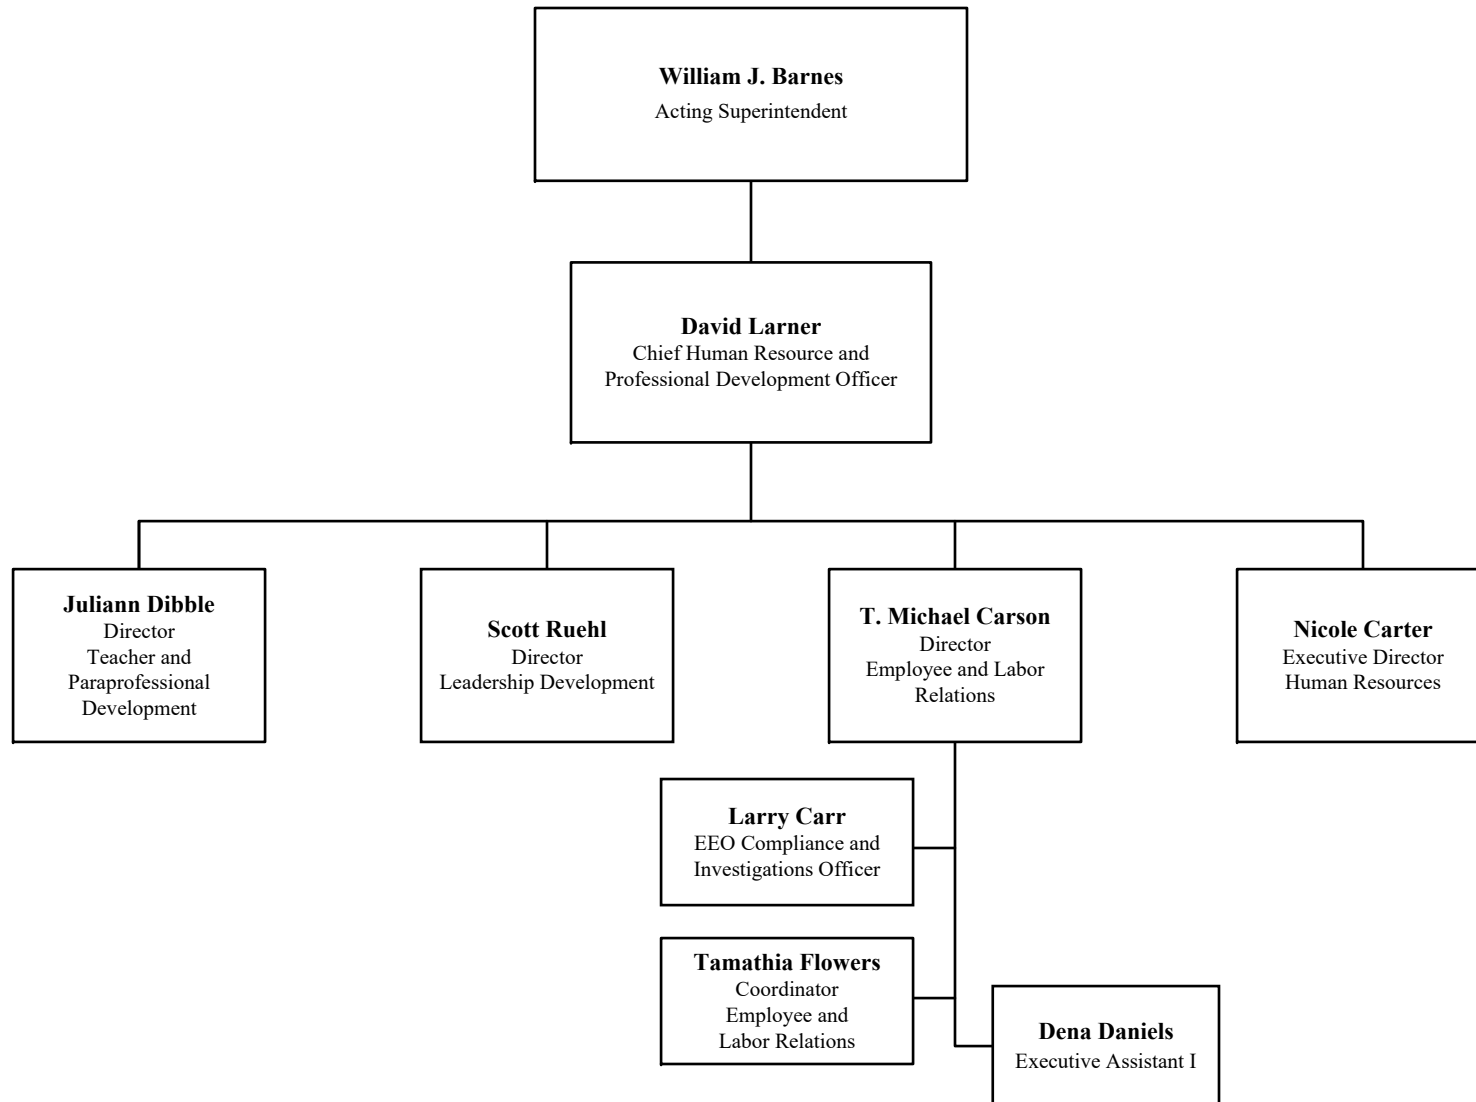 William J. Barnes
Acting Superintendent
David Larner
Chief Human Resource and
Professional Development Officer
Juliann Dibble
Director
Teacher and
Paraprofessional
Development
Scott Ruehl
Director
Leadership Development
T. Michael Carson
Director
Employee and Labor
Relations
Nicole Carter
Executive Director
Human Resources
Larry Carr
EEO Compliance and
Investigations Officer
Tamathia Flowers
Coordinator
Employee and
Labor Relations
Dena Daniels
Executive Assistant I